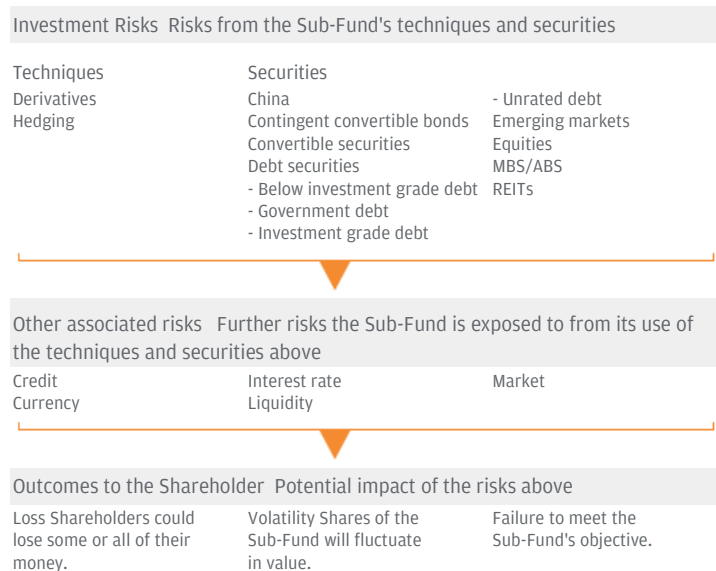 Investment Risks Risks from the Sub-Fund's techniques and securities
Techniques
Derivatives
Hedging
Securities
China
Contingent convertible bonds
Convertible securities
Debt securities
- Below investment grade debt
- Government debt
- Investment grade debt
- Unrated debt
Emerging markets
Equities
MBS/ABS
REITs
Other associated risks Further risks the Sub-Fund is exposed to from its use of
the techniques and securities above
Credit
Currency
Interest rate
Liquidity
Market
Outcomes to the Shareholder Potential impact of the risks above
Loss Shareholders could
lose some or all of their
money.
Volatility Shares of the
Sub-Fund will fluctuate
in value.
Failure to meet the
Sub-Fund's objective.